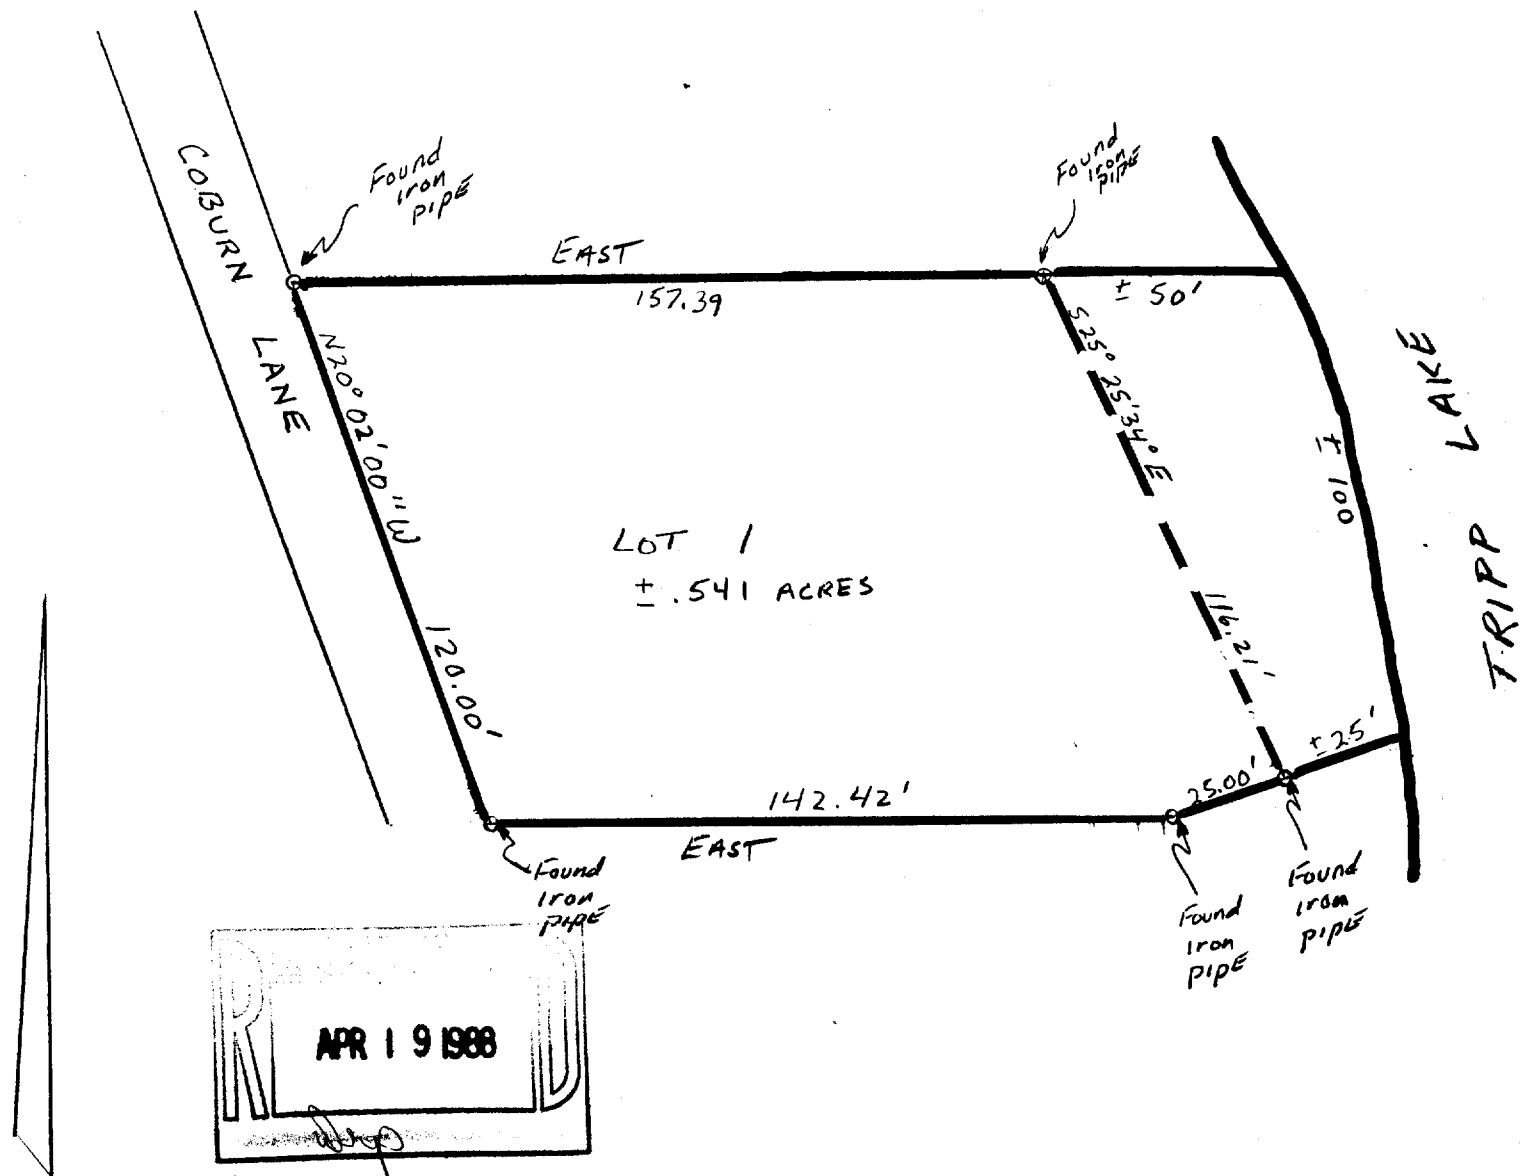 COBURN
LANE
Found
iron
pipE
Found
iron
pipE
EAST
157.39
± 50'
N20° 02' 00" W
120.00'
S25° 25' 34° E
116.21'
± 100
TRIPP LAKE
LOT 1
± .541 ACRES
142.42'
EAST
25.00'
± 25'
Found
iron
pipE
Found
iron
pipE
Found
iron
pipE
R D
APR 19 1988